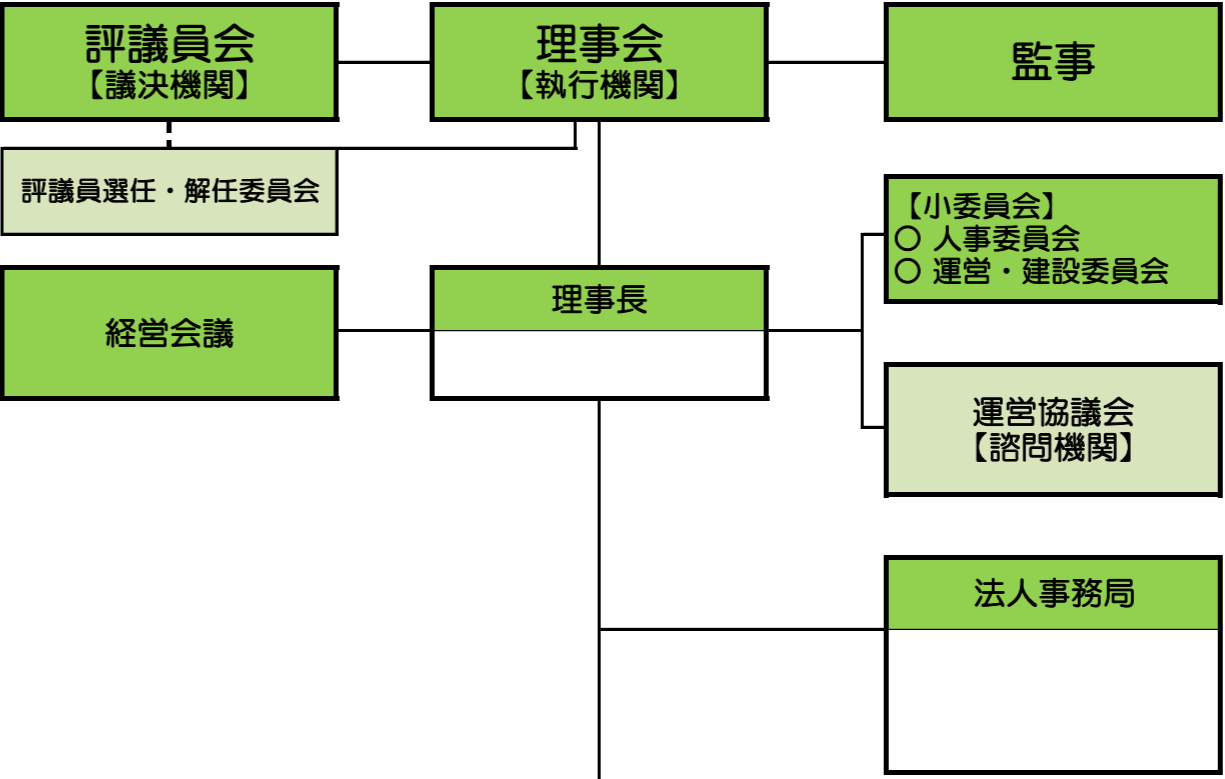 評議員会
【議決機関】
理事会
【執行機関】
監事
評議員選任・解任委員会
【小委員会】
○ 人事委員会
○ 運営・建設委員会
経営会議
理事長
運営協議会
【諮問機関】
法人事務局